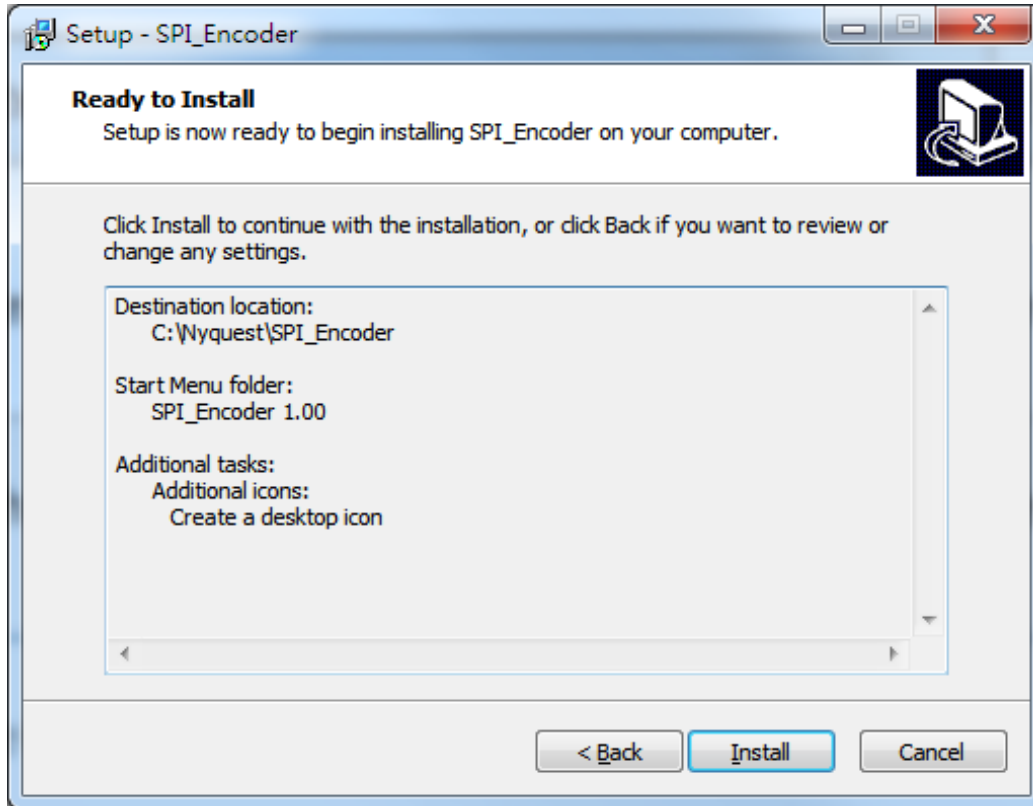 Setup - SPI_Encoder
Ready to Install
Setup is now ready to begin installing SPI_Encoder on your computer.
Click Install to continue with the installation, or click Back if you want to review or
change any settings.
Destination location:
C:\Nyquest\SPI_Encoder
Start Menu folder:
SPI_Encoder 1.00
Additional tasks:
Additional icons:
Create a desktop icon
< Back
Install
Cancel